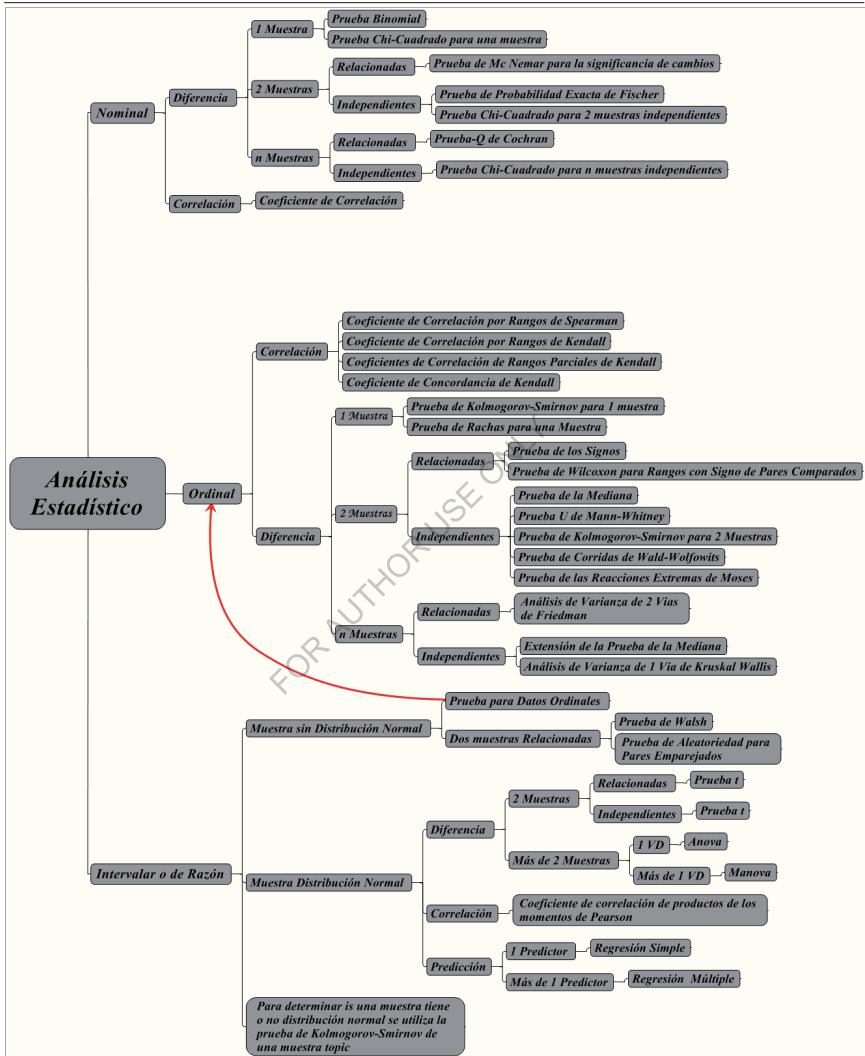 1 Muestra
Prueba Binomial
Prueba Chi-Cuadrado para una muestra
Nominal
Diferencia
2 Muestras
Relacionadas
Prueba de Mc Nemar para la significancia de cambios
Independientes
Prueba de Probabilidad Exacta de Fischer
Prueba Chi-Cuadrado para 2 muestras independientes
n Muestras
Relacionadas
Prueba-Q de Cochran
Independientes
Prueba Chi-Cuadrado para n muestras independientes
Correlación
Coeficiente de Correlación
Análisis
Estadístico
Ordinal
Correlación
Coeficiente de Correlación por Rangos de Spearman
Coeficiente de Correlación por Rangos de Kendall
Coeficientes de Correlación de Rangos Parciales de Kendall
Coeficiente de Concordancia de Kendall
Diferencia
1 Muestra
Prueba de Kolmogorov-Smirnov para 1 muestra
Prueba de Rachas para una Muestra
2 Muestras
Relacionadas
Prueba de los Signos
Prueba de Wilcoxon para Rangos con Signo de Pares Comparados
Independientes
Prueba de la Mediana
Prueba U de Mann-Whitney
Prueba de Kolmogorov-Smirnov para 2 Muestras
Prueba de Corridas de Wald-Wolfowits
Prueba de las Reacciones Extremas de Moses
n Muestras
Relacionadas
Análisis de Varianza de 2 Vias
de Friedman
Independientes
Extensión de la Prueba de la Mediana
Análisis de Varianza de 1 Via de Kruskal Wallis
FOR AUTHOR USE ONLY
Intervalar o de Razón
Muestra sin Distribución Normal
Prueba para Datos Ordinales
Dos muestras Relacionadas
Prueba de Walsh
Prueba de Aleatoriedad para
Pares Emparejados
Muestra Distribución Normal
Diferencia
2 Muestras
Relacionadas
Prueba t
Independientes
Prueba t
Más de 2 Muestras
1 VD
Anova
Más de 1 VD
Manova
Correlación
Coeficiente de correlación de productos de los
momentos de Pearson
Predicción
1 Predictor
Regresión Simple
Más de 1 Predictor
Regresión Múltiple
Para determinar is una muestra tiene
o no distribución normal se utiliza la
prueba de Kolmogorov-Smirnov de
una muestra topic